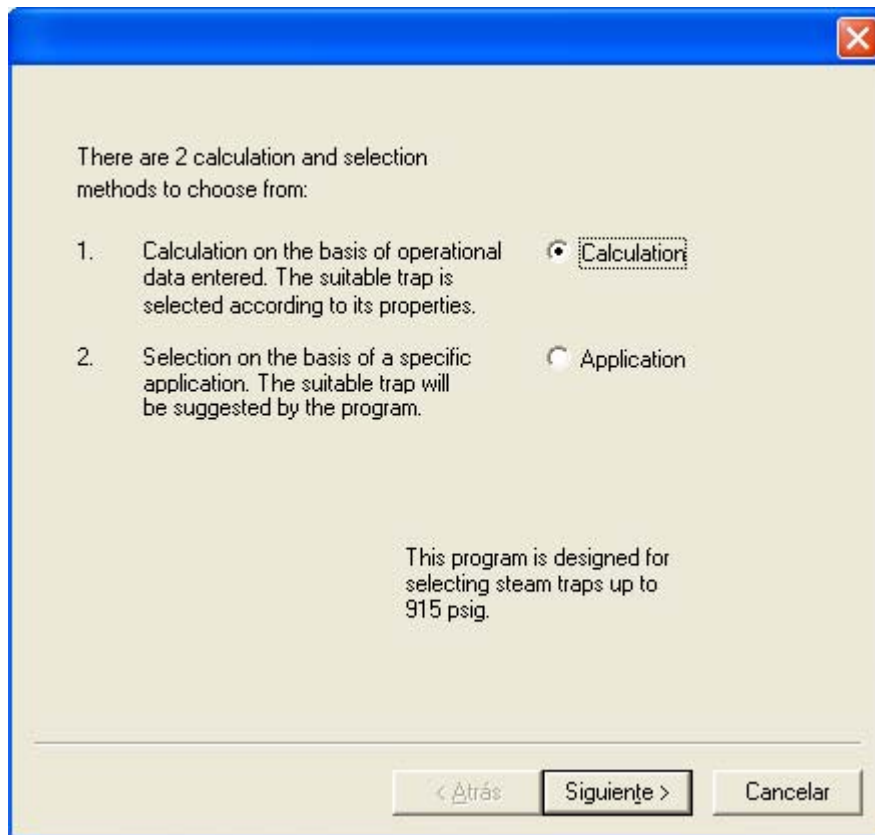 There are 2 calculation and selection
methods to choose from:
1. Calculation on the basis of operational
data entered. The suitable trap is
selected according to its properties.
Calculation
2. Selection on the basis of a specific
application. The suitable trap will
be suggested by the program.
Application
This program is designed for
selecting steam traps up to
915 psig.
< Atrás
Siguiente >
Cancelar